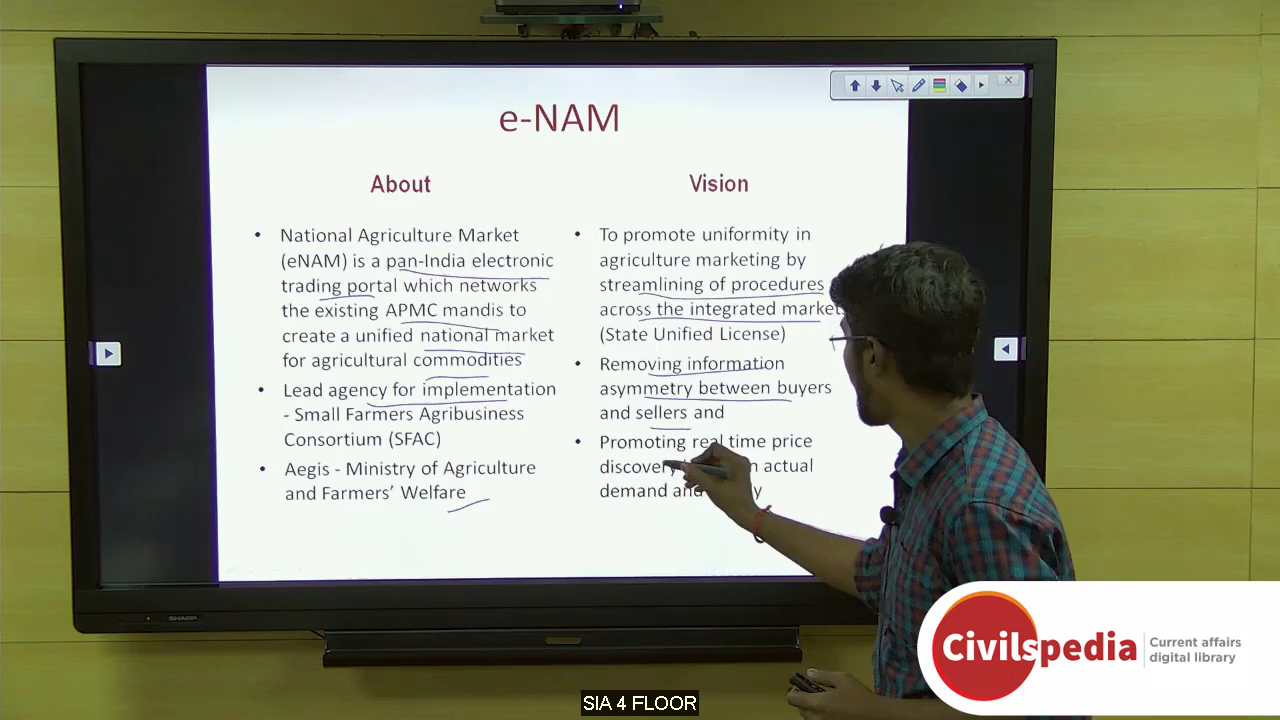 e-NAM
About
National Agriculture Market
(eNAM) is a pan-India electronic
trading portal which networks
the existing APMC mandis to
create a unified national market
for agricultural commodities
Lead agency for implementation
- Small Farmers Agribusiness
Consortium (SFAC)
Aegis - Ministry of Agriculture
and Farmers' Welfare
Vision
To promote uniformity in
agriculture marketing by
streamlining of procedures
across the integrated market
(State Unified License)
Removing information
asymmetry between buyers
and sellers and
Promoting real time price
discovery actual
demand and
SHARP
Civilspedia
Current affairs
digital library
SIA 4 FLOOR